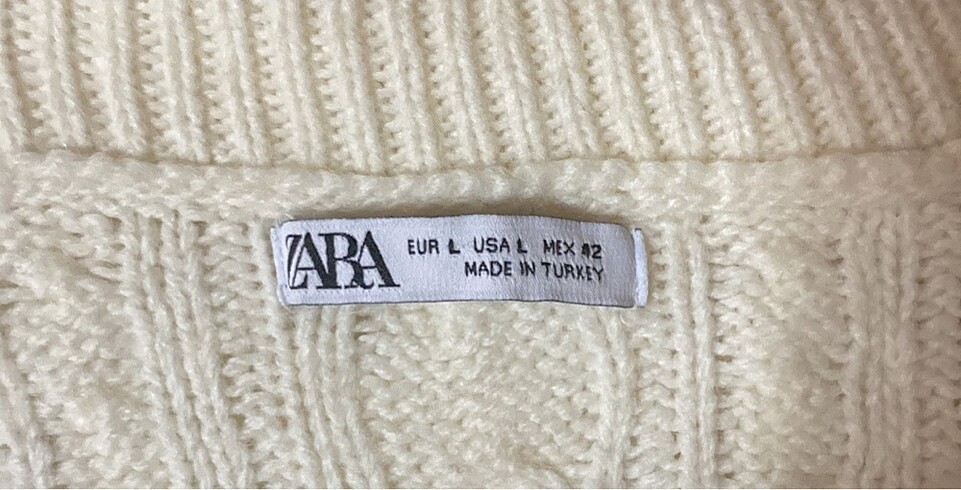 ZARA
EUR L USA L MEX 42
MADE IN TURKEY